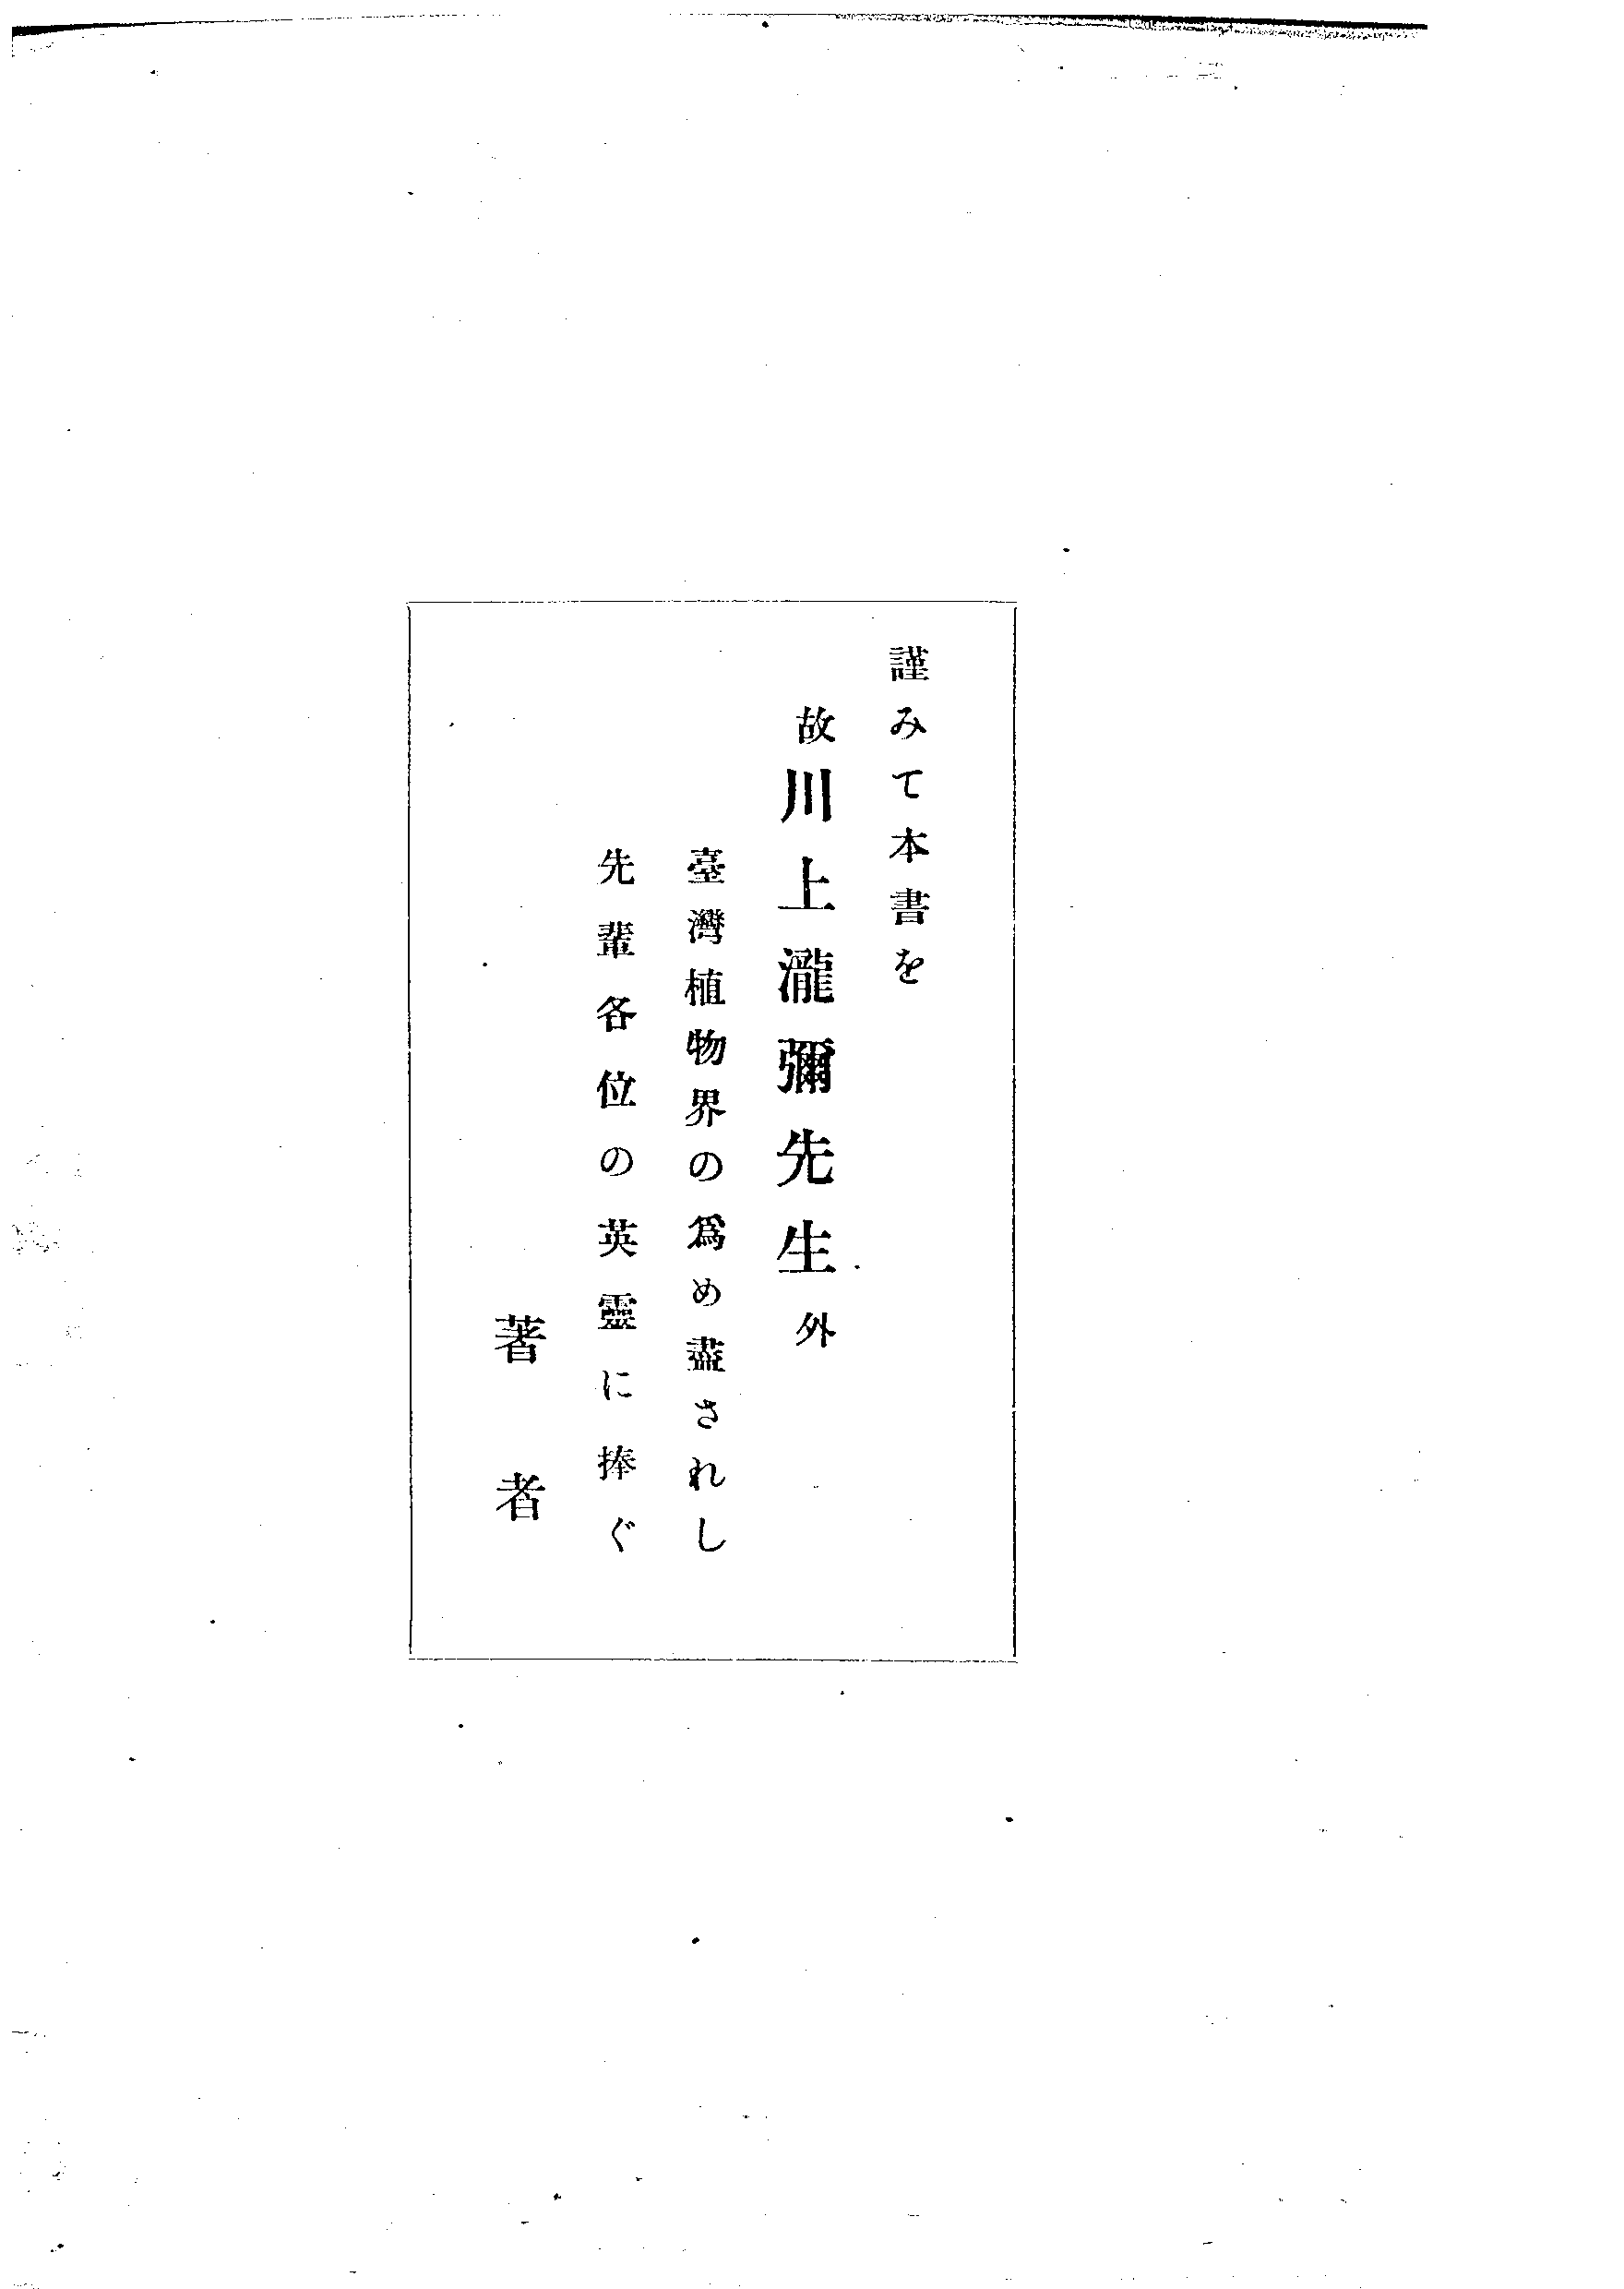 謹みて本書を
故川上瀧彌先生外
臺灣植物界の爲め盡されし
先輩各位の英靈に捧ぐ
著者